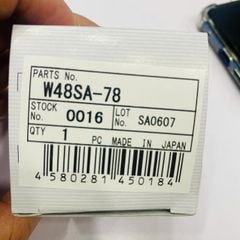 PARTS No.
W48SA-78
STOCK No. 0016 LOT No. SA0607
QTY 1 PC MADE IN JAPAN
4580281450184